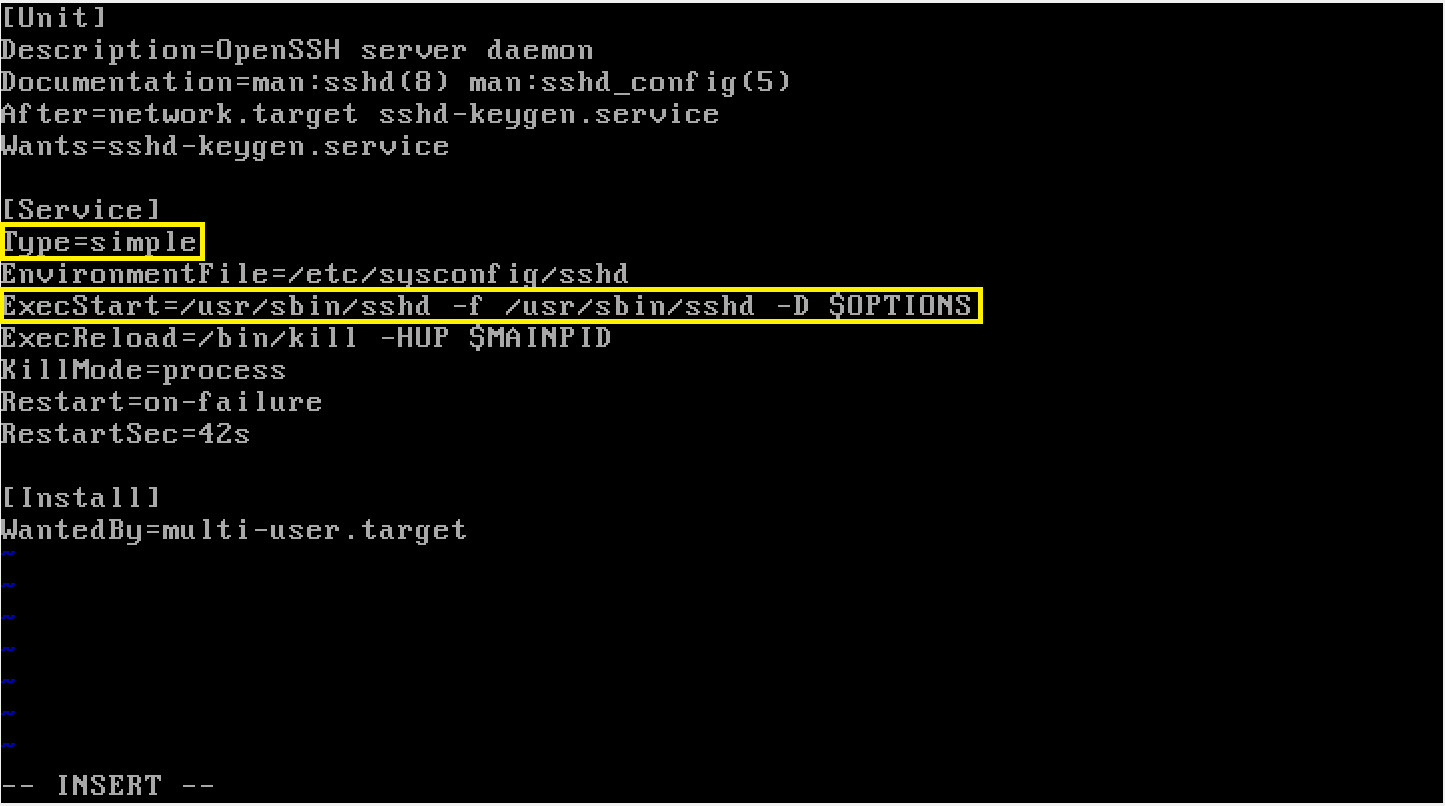 [Unit]
Description=OpenSSH server daemon
Documentation=man:sshd(8) man:sshd_config(5)
After=network.target sshd-keygen.service
Wants=sshd-keygen.service
[Service]
Type=simple
EnvironmentFile=/etc/sysconfig/sshd
ExecStart=/usr/sbin/sshd -f /usr/sbin/sshd -D $OPTIONS
ExecReload=/bin/kill -HUP $MAINPID
KillMode=process
Restart=on-failure
RestartSec=42s
[Install]
WantedBy=multi-user.target
~
~
~
~
~
~
~
-- INSERT --